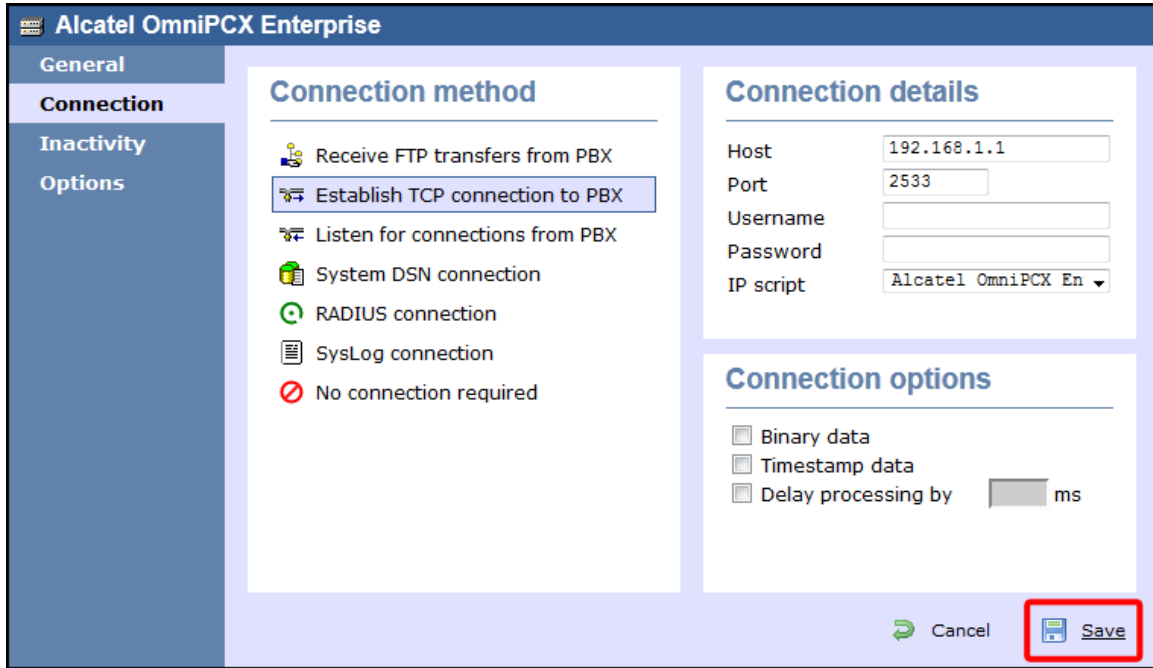 Alcatel OmniPCX Enterprise
General
Connection
Inactivity
Options
Connection method
Receive FTP transfers from PBX
Establish TCP connection to PBX
Listen for connections from PBX
System DSN connection
RADIUS connection
SysLog connection
No connection required
Connection details
Host 192.168.1.1
Port 2533
Username
Password
IP script Alcatel OmniPCX En
Connection options
Binary data
Timestamp data
Delay processing by ms
Cancel Save